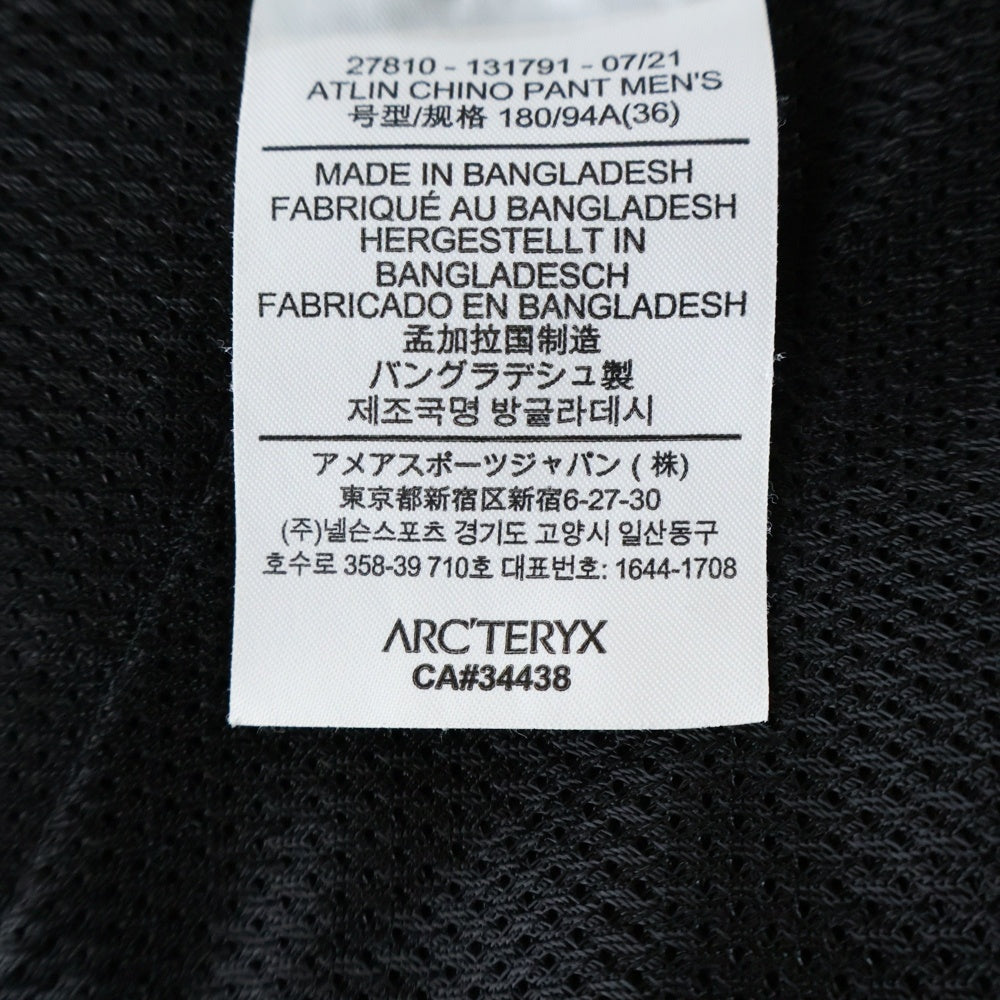 27810 - 131791 - 07/21
ATLIN CHINO PANT MEN'S
号型/规格 180/94A(36)
MADE IN BANGLADESH
FABRIQUÉ AU BANGLADESH
HERGESTELLT IN
BANGLADESCH
FABRICADO EN BANGLADESH
孟加拉国制造
バングラデシュ製
제조국명 방글라데시
アメアスポーツジャパン ( 株)
東京都新宿区新宿6-27-30
(주)넬슨스포츠 경기도 고양시 일산동구
호수로 358-39 710호 대표번호: 1644-1708
ARC'TERYX
CA#34438